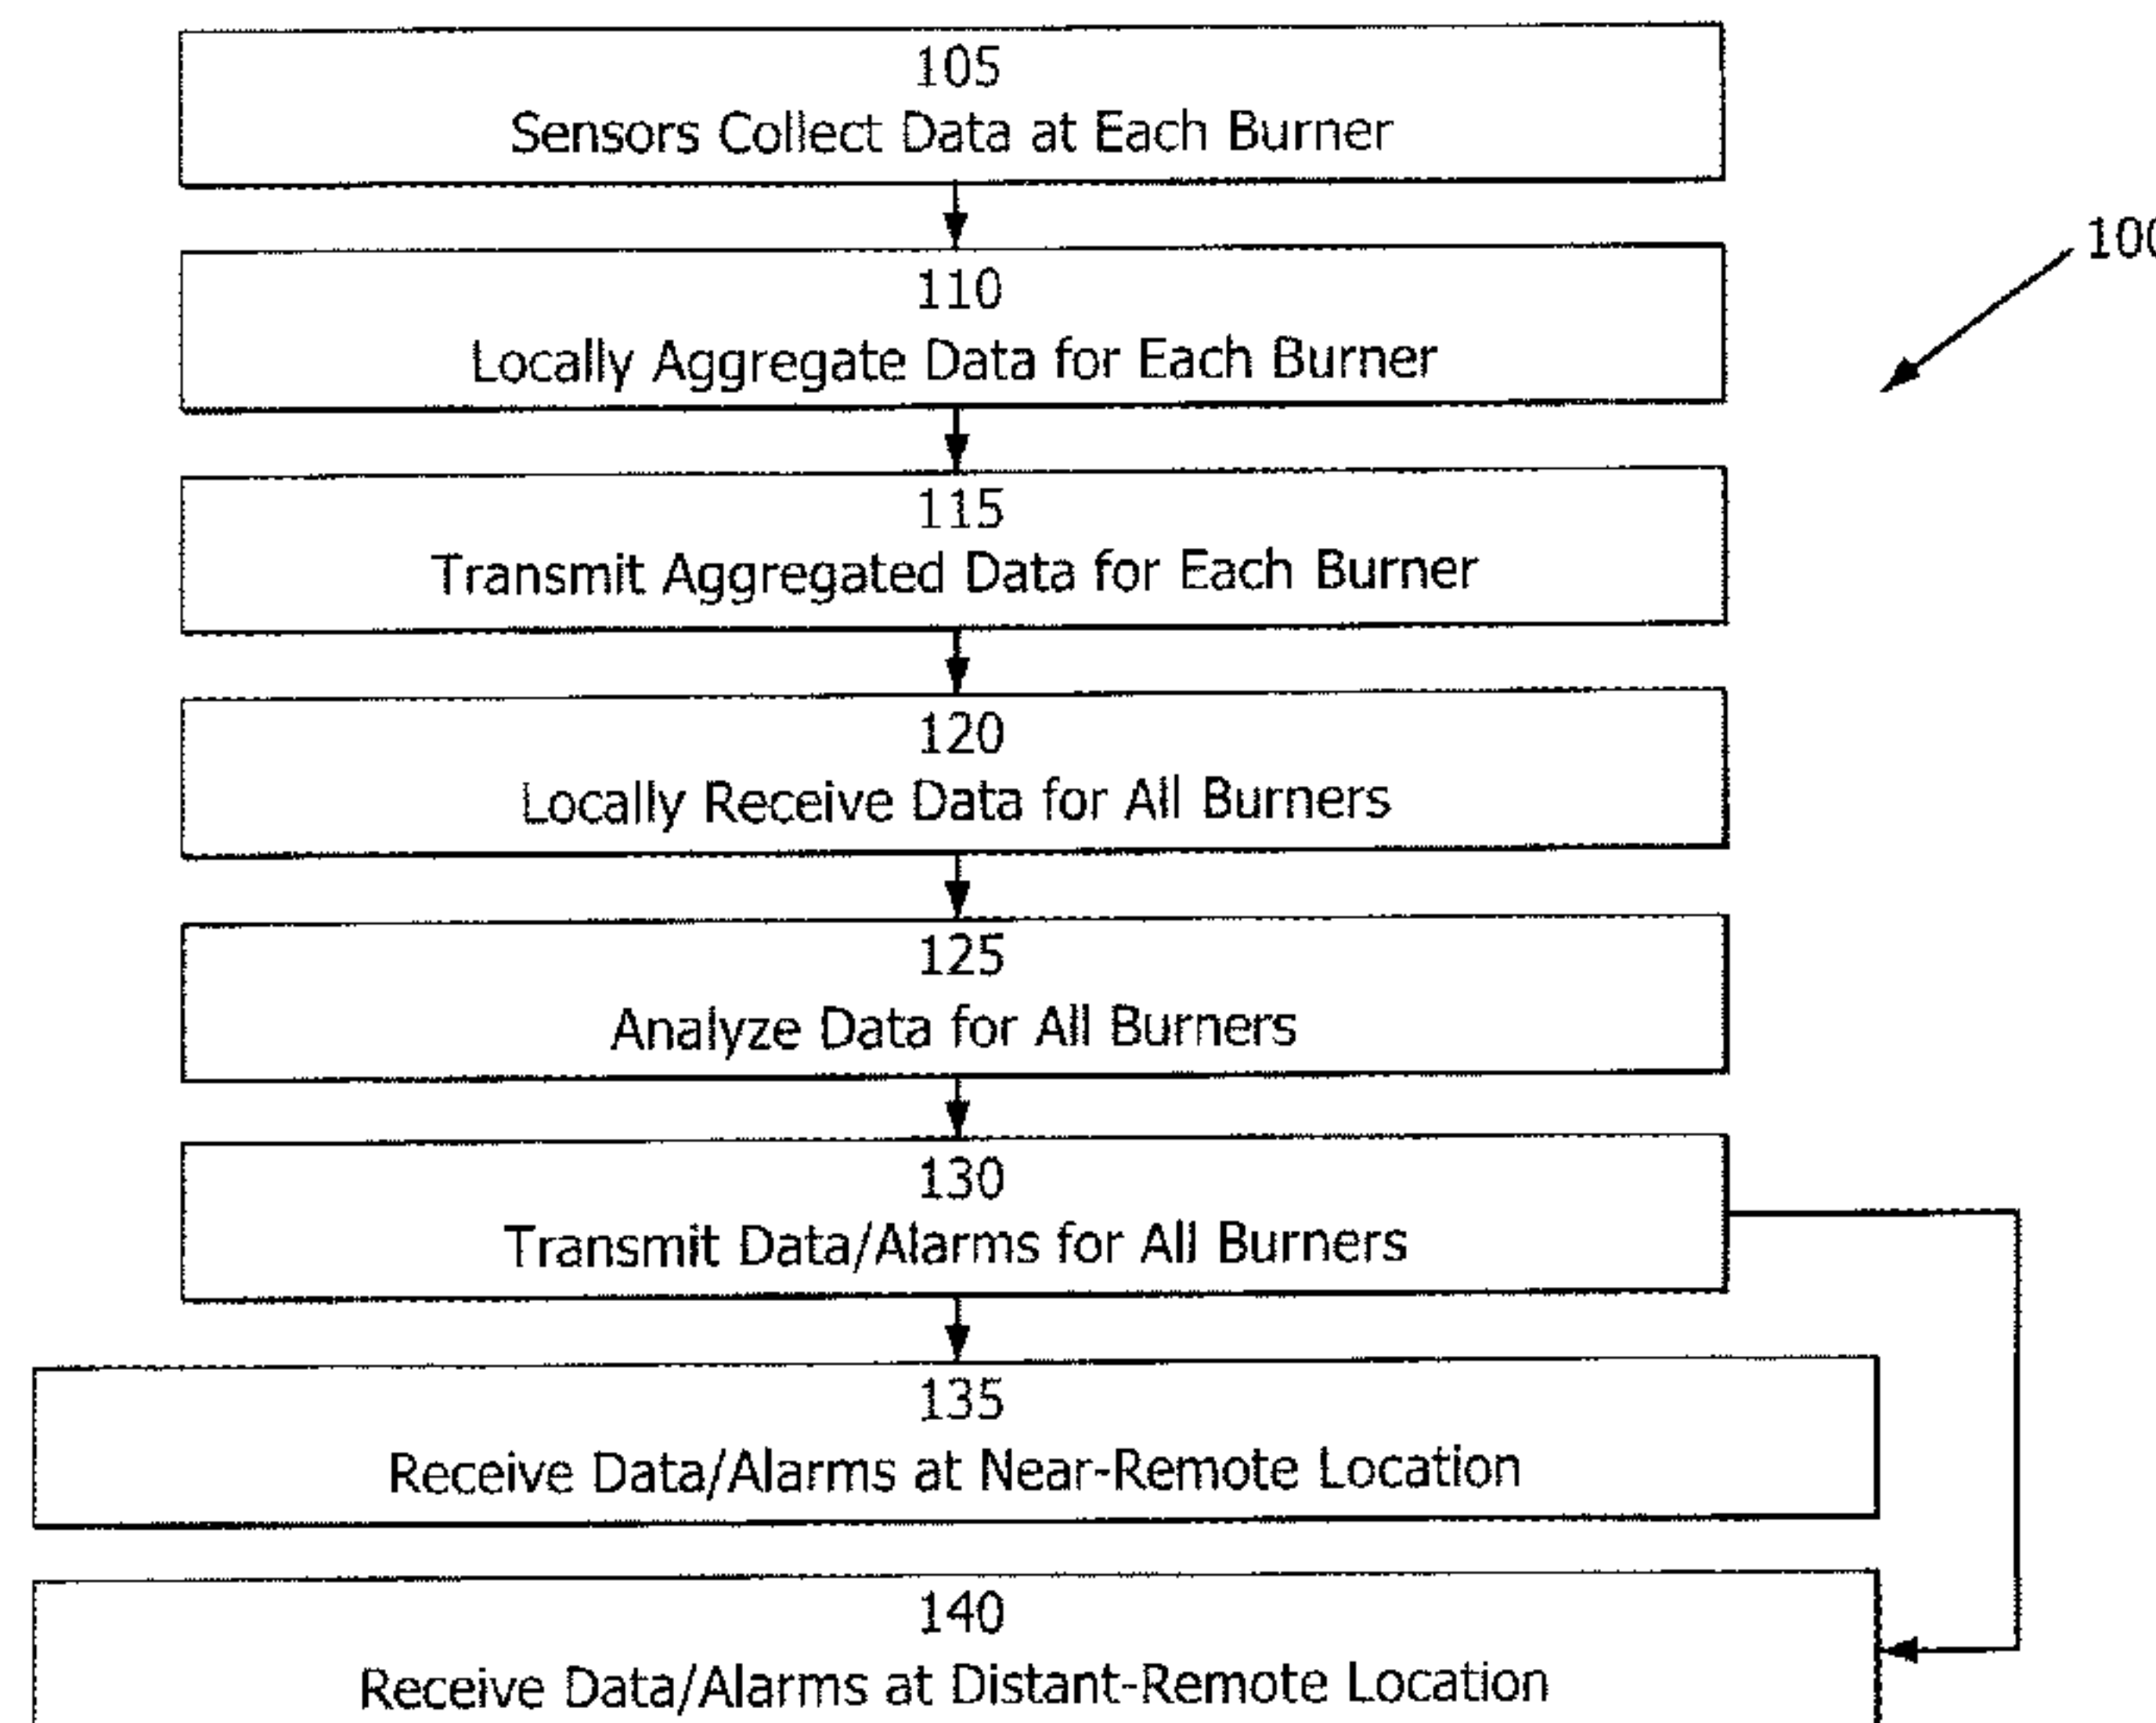 105
Sensors Collect Data at Each Burner
100
110
Locally Aggregate Data for Each Burner
115
Transmit Aggregated Data for Each Burner
120
Locally Receive Data for All Burners
125
Analyze Data for All Burners
130
Transmit Data/Alarms for All Burners
135
Receive Data/Alarms at Near-Remote Location
140
Receive Data/Alarms at Distant-Remote Location